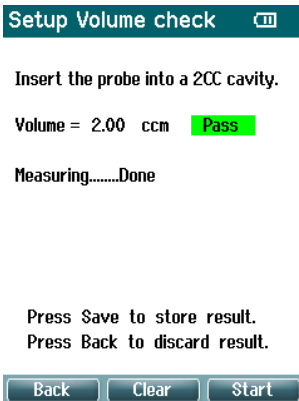 Setup Volume check
Insert the probe into a 2CC cavity.
Volume = 2.00 ccm Pass
Measuring........Done
Press Save to store result.
Press Back to discard result.
Back Clear Start